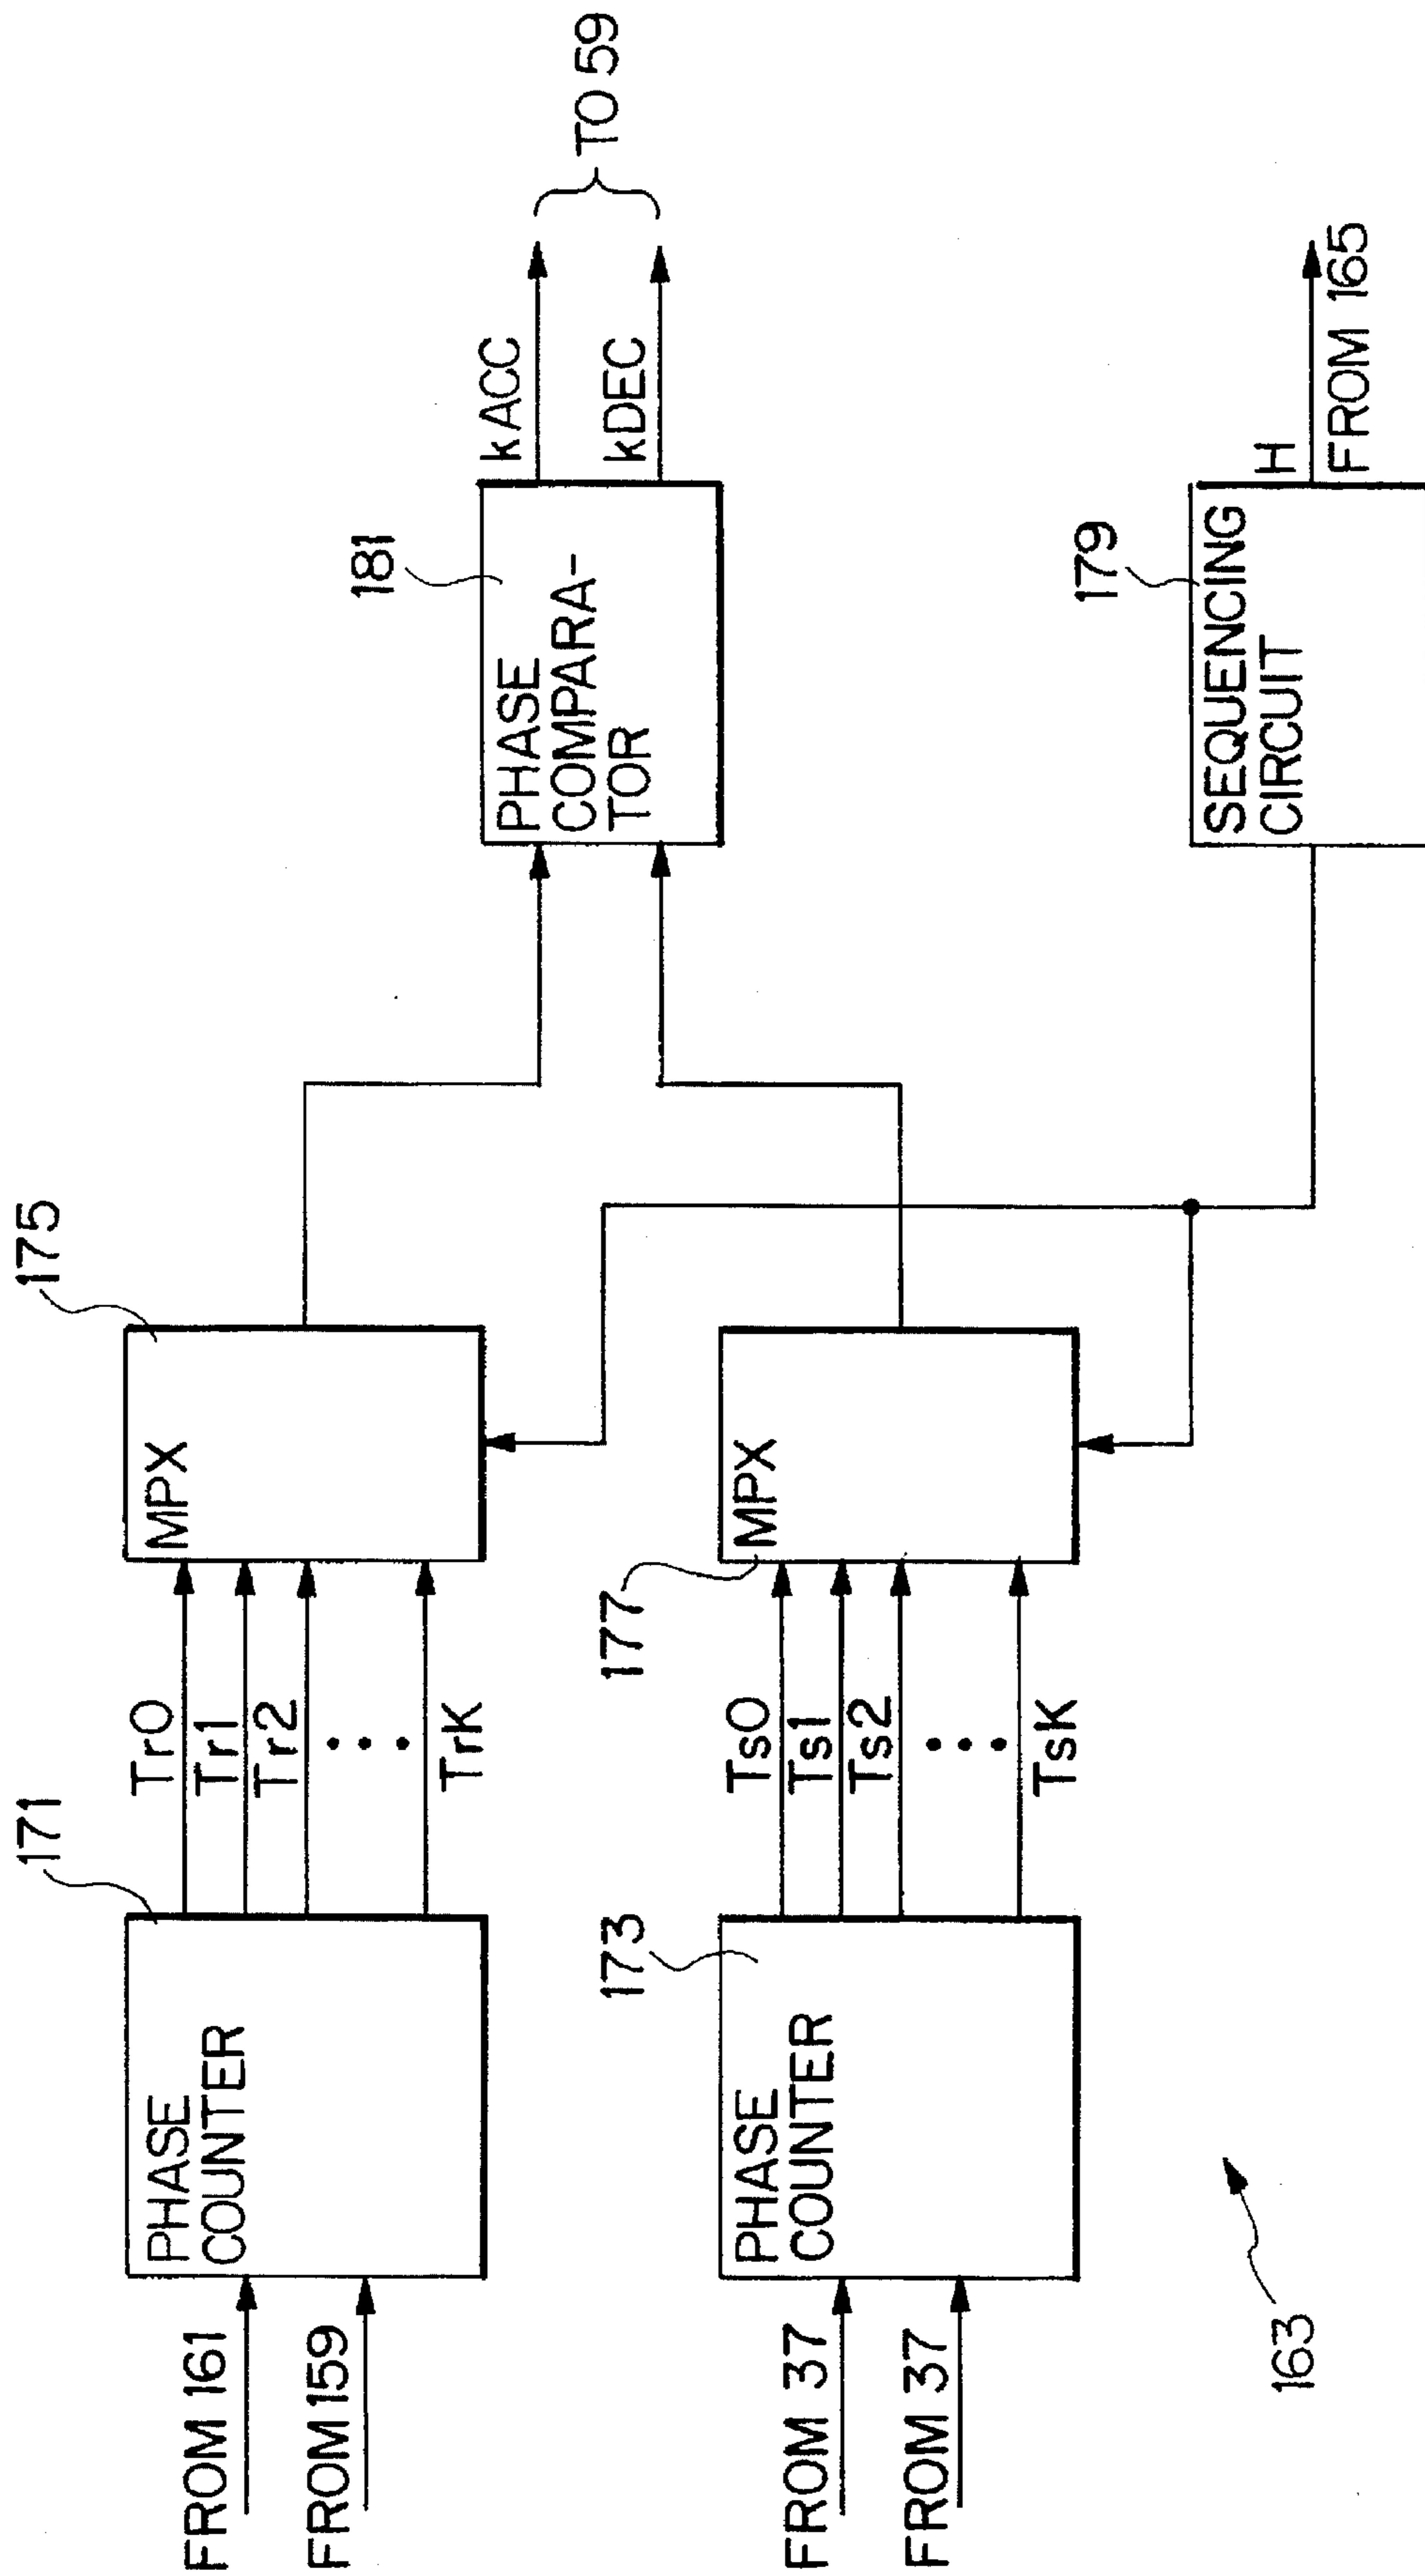 FROM 161
FROM 159
PHASE
COUNTER
171
Tr0
Tr1
Tr2
TrK
MPX
175
FROM 37
FROM 37
PHASE
COUNTER
173
Ts0
Ts1
Ts2
TsK
MPX
177
PHASE
COMPARA-
TOR
181
kACC
kDEC
TO 59
SEQUENCING
CIRCUIT
179
H
FROM 165
163